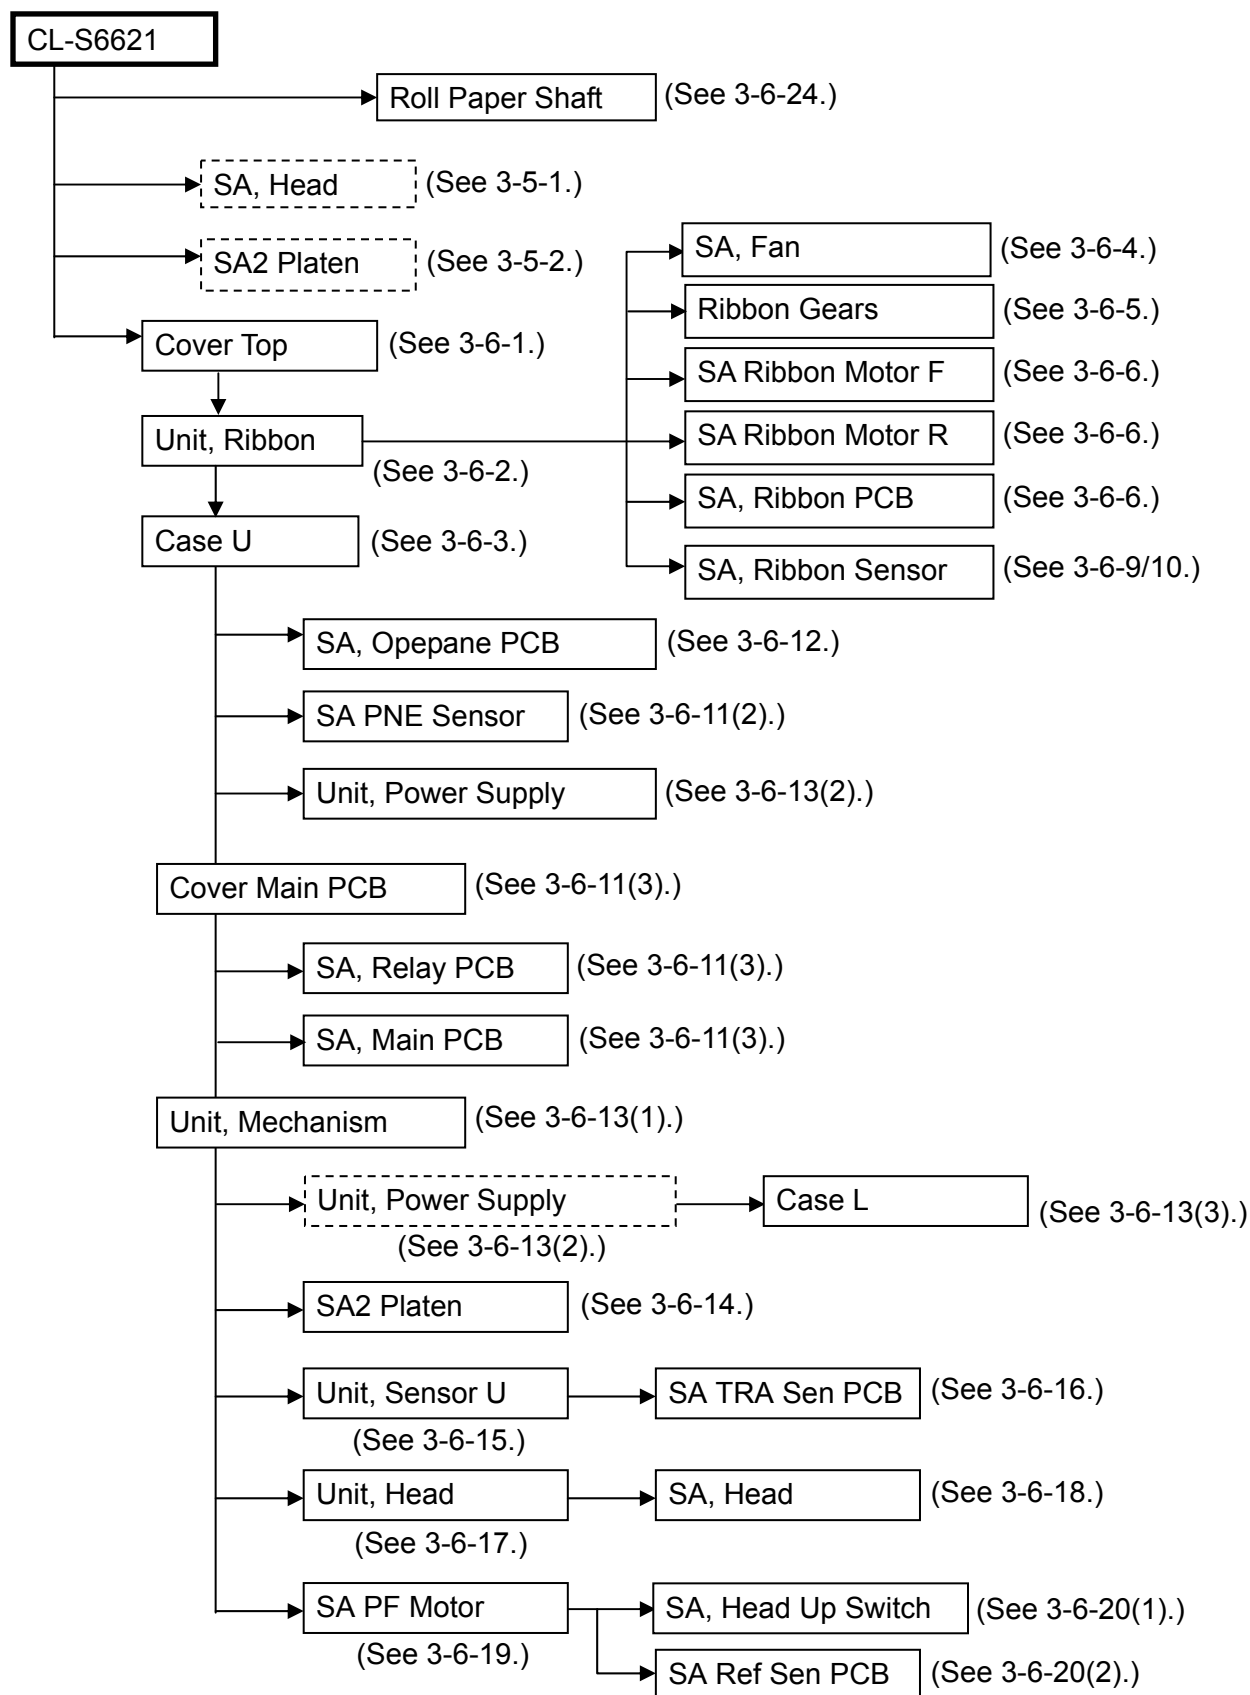 CL-S6621
Roll Paper Shaft (See 3-6-24.)
SA, Head (See 3-5-1.)
SA2 Platen (See 3-5-2.)
SA, Fan (See 3-6-4.)
Ribbon Gears (See 3-6-5.)
Cover Top (See 3-6-1.)
SA Ribbon Motor F (See 3-6-6.)
Unit, Ribbon
(See 3-6-2.)
SA Ribbon Motor R (See 3-6-6.)
SA, Ribbon PCB (See 3-6-6.)
Case U (See 3-6-3.)
SA, Ribbon Sensor (See 3-6-9/10.)
SA, Opepane PCB (See 3-6-12.)
SA PNE Sensor (See 3-6-11(2).)
Unit, Power Supply (See 3-6-13(2).)
Cover Main PCB (See 3-6-11(3).)
SA, Relay PCB (See 3-6-11(3).)
SA, Main PCB (See 3-6-11(3).)
Unit, Mechanism (See 3-6-13(1).)
Unit, Power Supply
(See 3-6-13(2).)
Case L (See 3-6-13(3).)
SA2 Platen (See 3-6-14.)
Unit, Sensor U
(See 3-6-15.)
SA TRA Sen PCB (See 3-6-16.)
Unit, Head
(See 3-6-17.)
SA, Head (See 3-6-18.)
SA PF Motor
(See 3-6-19.)
SA, Head Up Switch (See 3-6-20(1).)
SA Ref Sen PCB (See 3-6-20(2).)